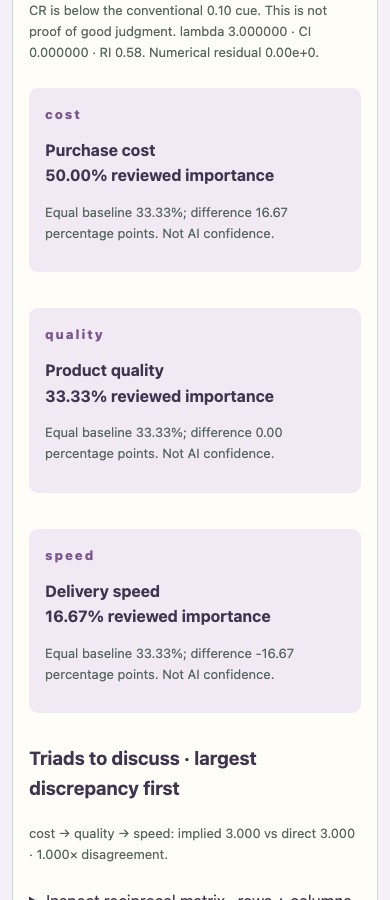 CR is below the conventional 0.10 cue. This is not
proof of good judgment. lambda 3.000000 · CI
0.000000 · RI 0.58. Numerical residual 0.00e+0.
cost
Purchase cost
50.00% reviewed importance
Equal baseline 33.33%; difference 16.67
percentage points. Not AI confidence.
quality
Product quality
33.33% reviewed importance
Equal baseline 33.33%; difference 0.00
percentage points. Not AI confidence.
speed
Delivery speed
16.67% reviewed importance
Equal baseline 33.33%; difference -16.67
percentage points. Not AI confidence.
Triads to discuss · largest
discrepancy first
cost → quality → speed: implied 3.000 vs direct 3.000
· 1.000× disagreement.